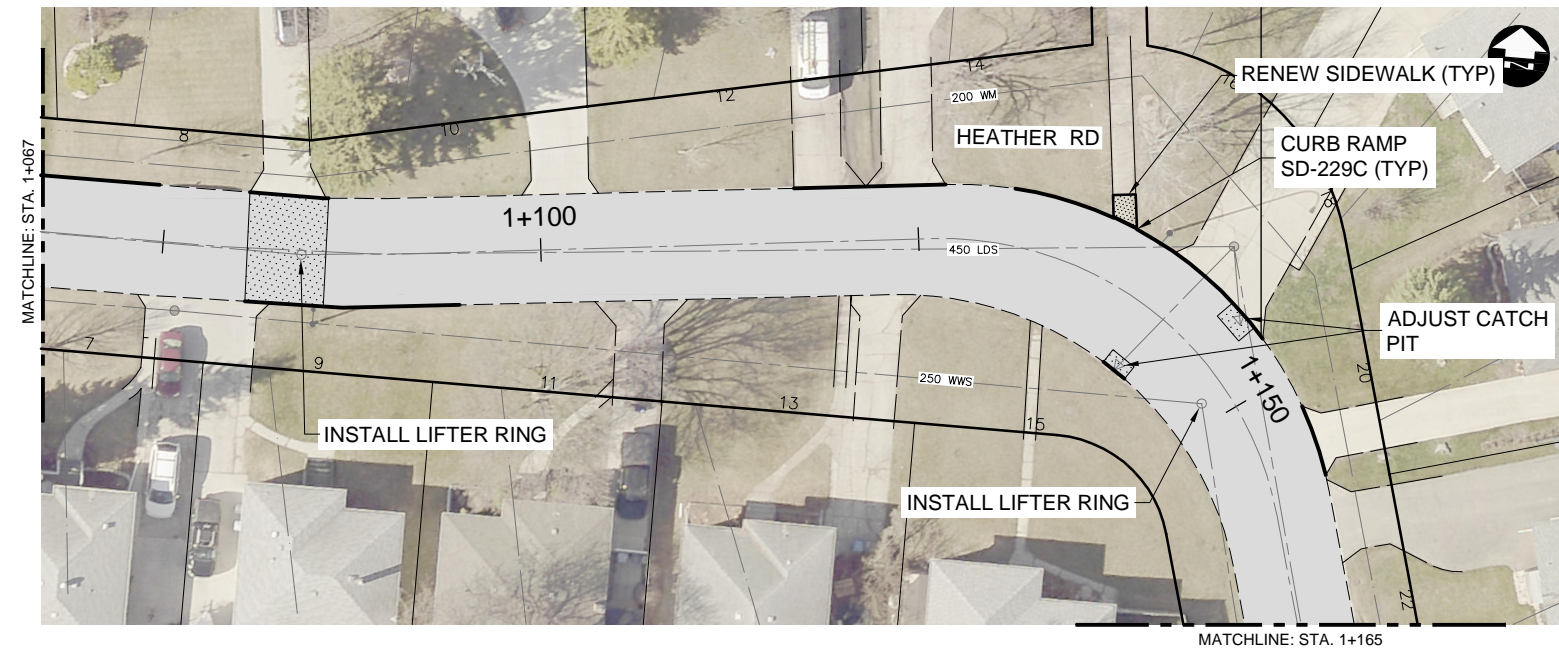 RENEW SIDEWALK (TYP)
14
12
200 WM
10
8
HEATHER RD
CURB RAMP
SD-229C (TYP)
MATCHLINE: STA. 1+067
1+100
450 LDS
ADJUST CATCH
PIT
7
9
11
13
15
250 WWS
1+150
20
INSTALL LIFTER RING
INSTALL LIFTER RING
22
MATCHLINE: STA. 1+165